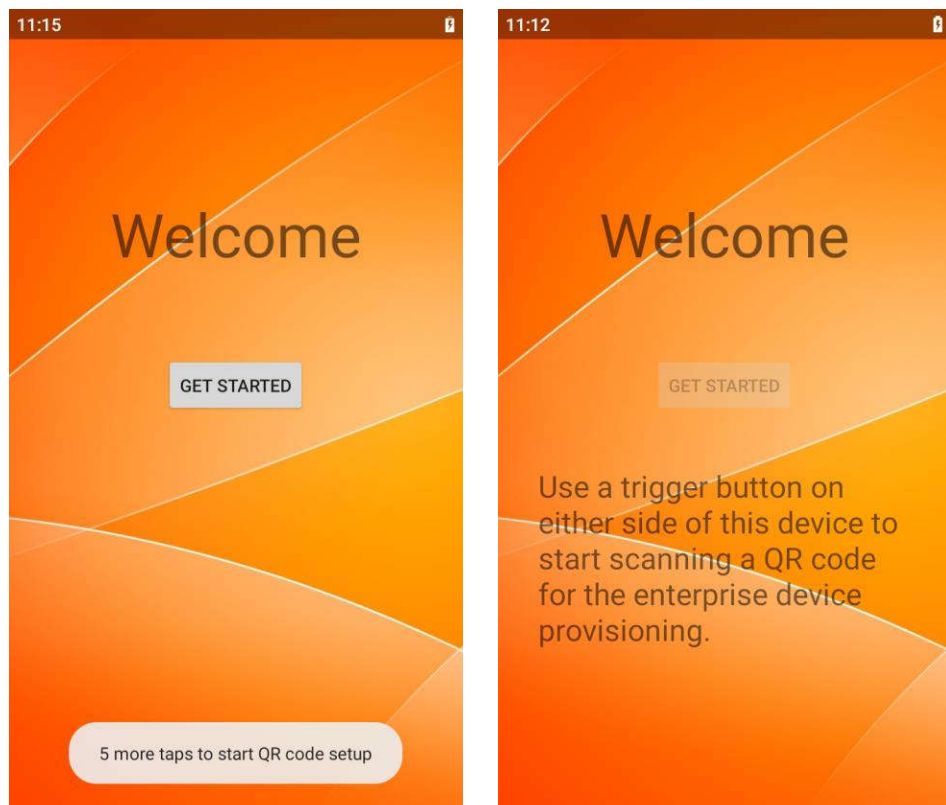 11:15
Welcome
GET STARTED
5 more taps to start QR code setup
11:12
Welcome
GET STARTED
Use a trigger button on
either side of this device to
start scanning a QR code
for the enterprise device
provisioning.